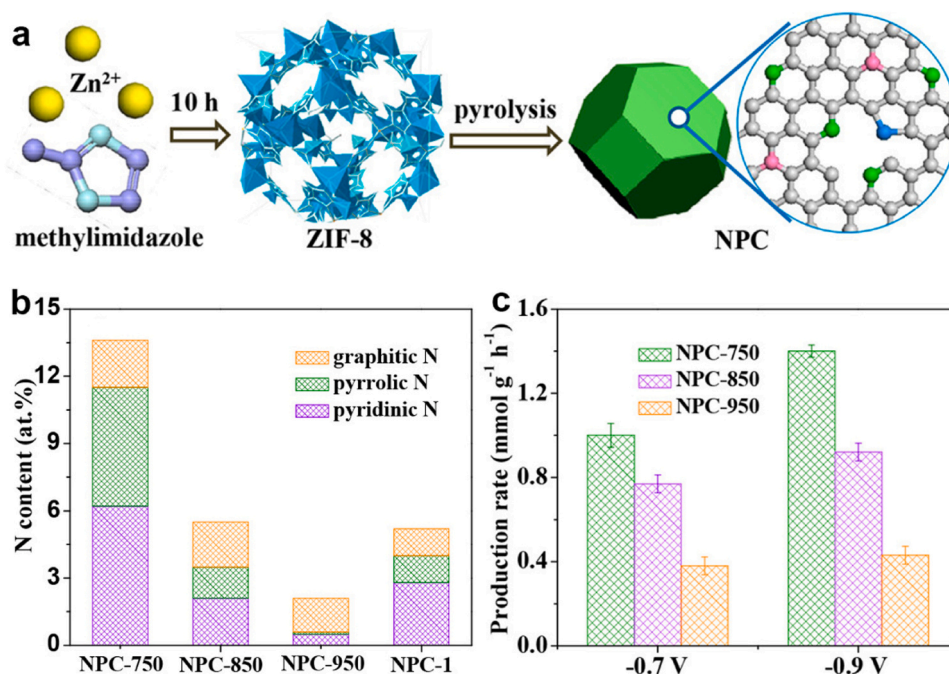 a
Zn²⁺
10 h
pyrolysis
methylimidazole
ZIF-8
NPC
b
N content (at.%)
15
12
9
6
3
0
graphitic N
pyrrolic N
pyridinic N
NPC-750 NPC-850 NPC-950 NPC-1
c
Production rate (mmol g⁻¹ h⁻¹)
1.6
1.2
0.8
0.4
0.0
NPC-750
NPC-850
NPC-950
-0.7 V -0.9 V